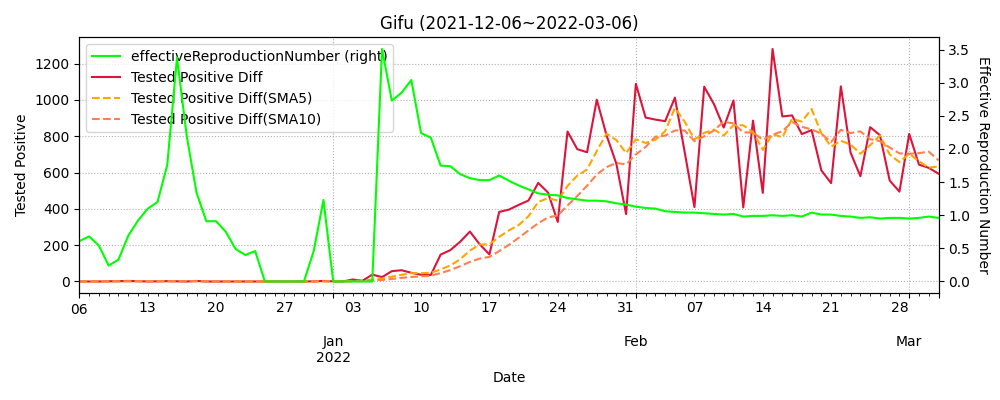 Gifu (2021-12-06~2022-03-06)
effectiveReproductionNumber (right)
Tested Positive Diff
Tested Positive Diff(SMA5)
Tested Positive Diff(SMA10)
Tested Positive
1200
1000
800
600
400
200
0
Effective Reproduction Number
3.5
3.0
2.5
2.0
1.5
1.0
0.5
0.0
06 13 20 27 03 10 17 24 31 07 14 21 28
Jan Feb Mar
2022
Date